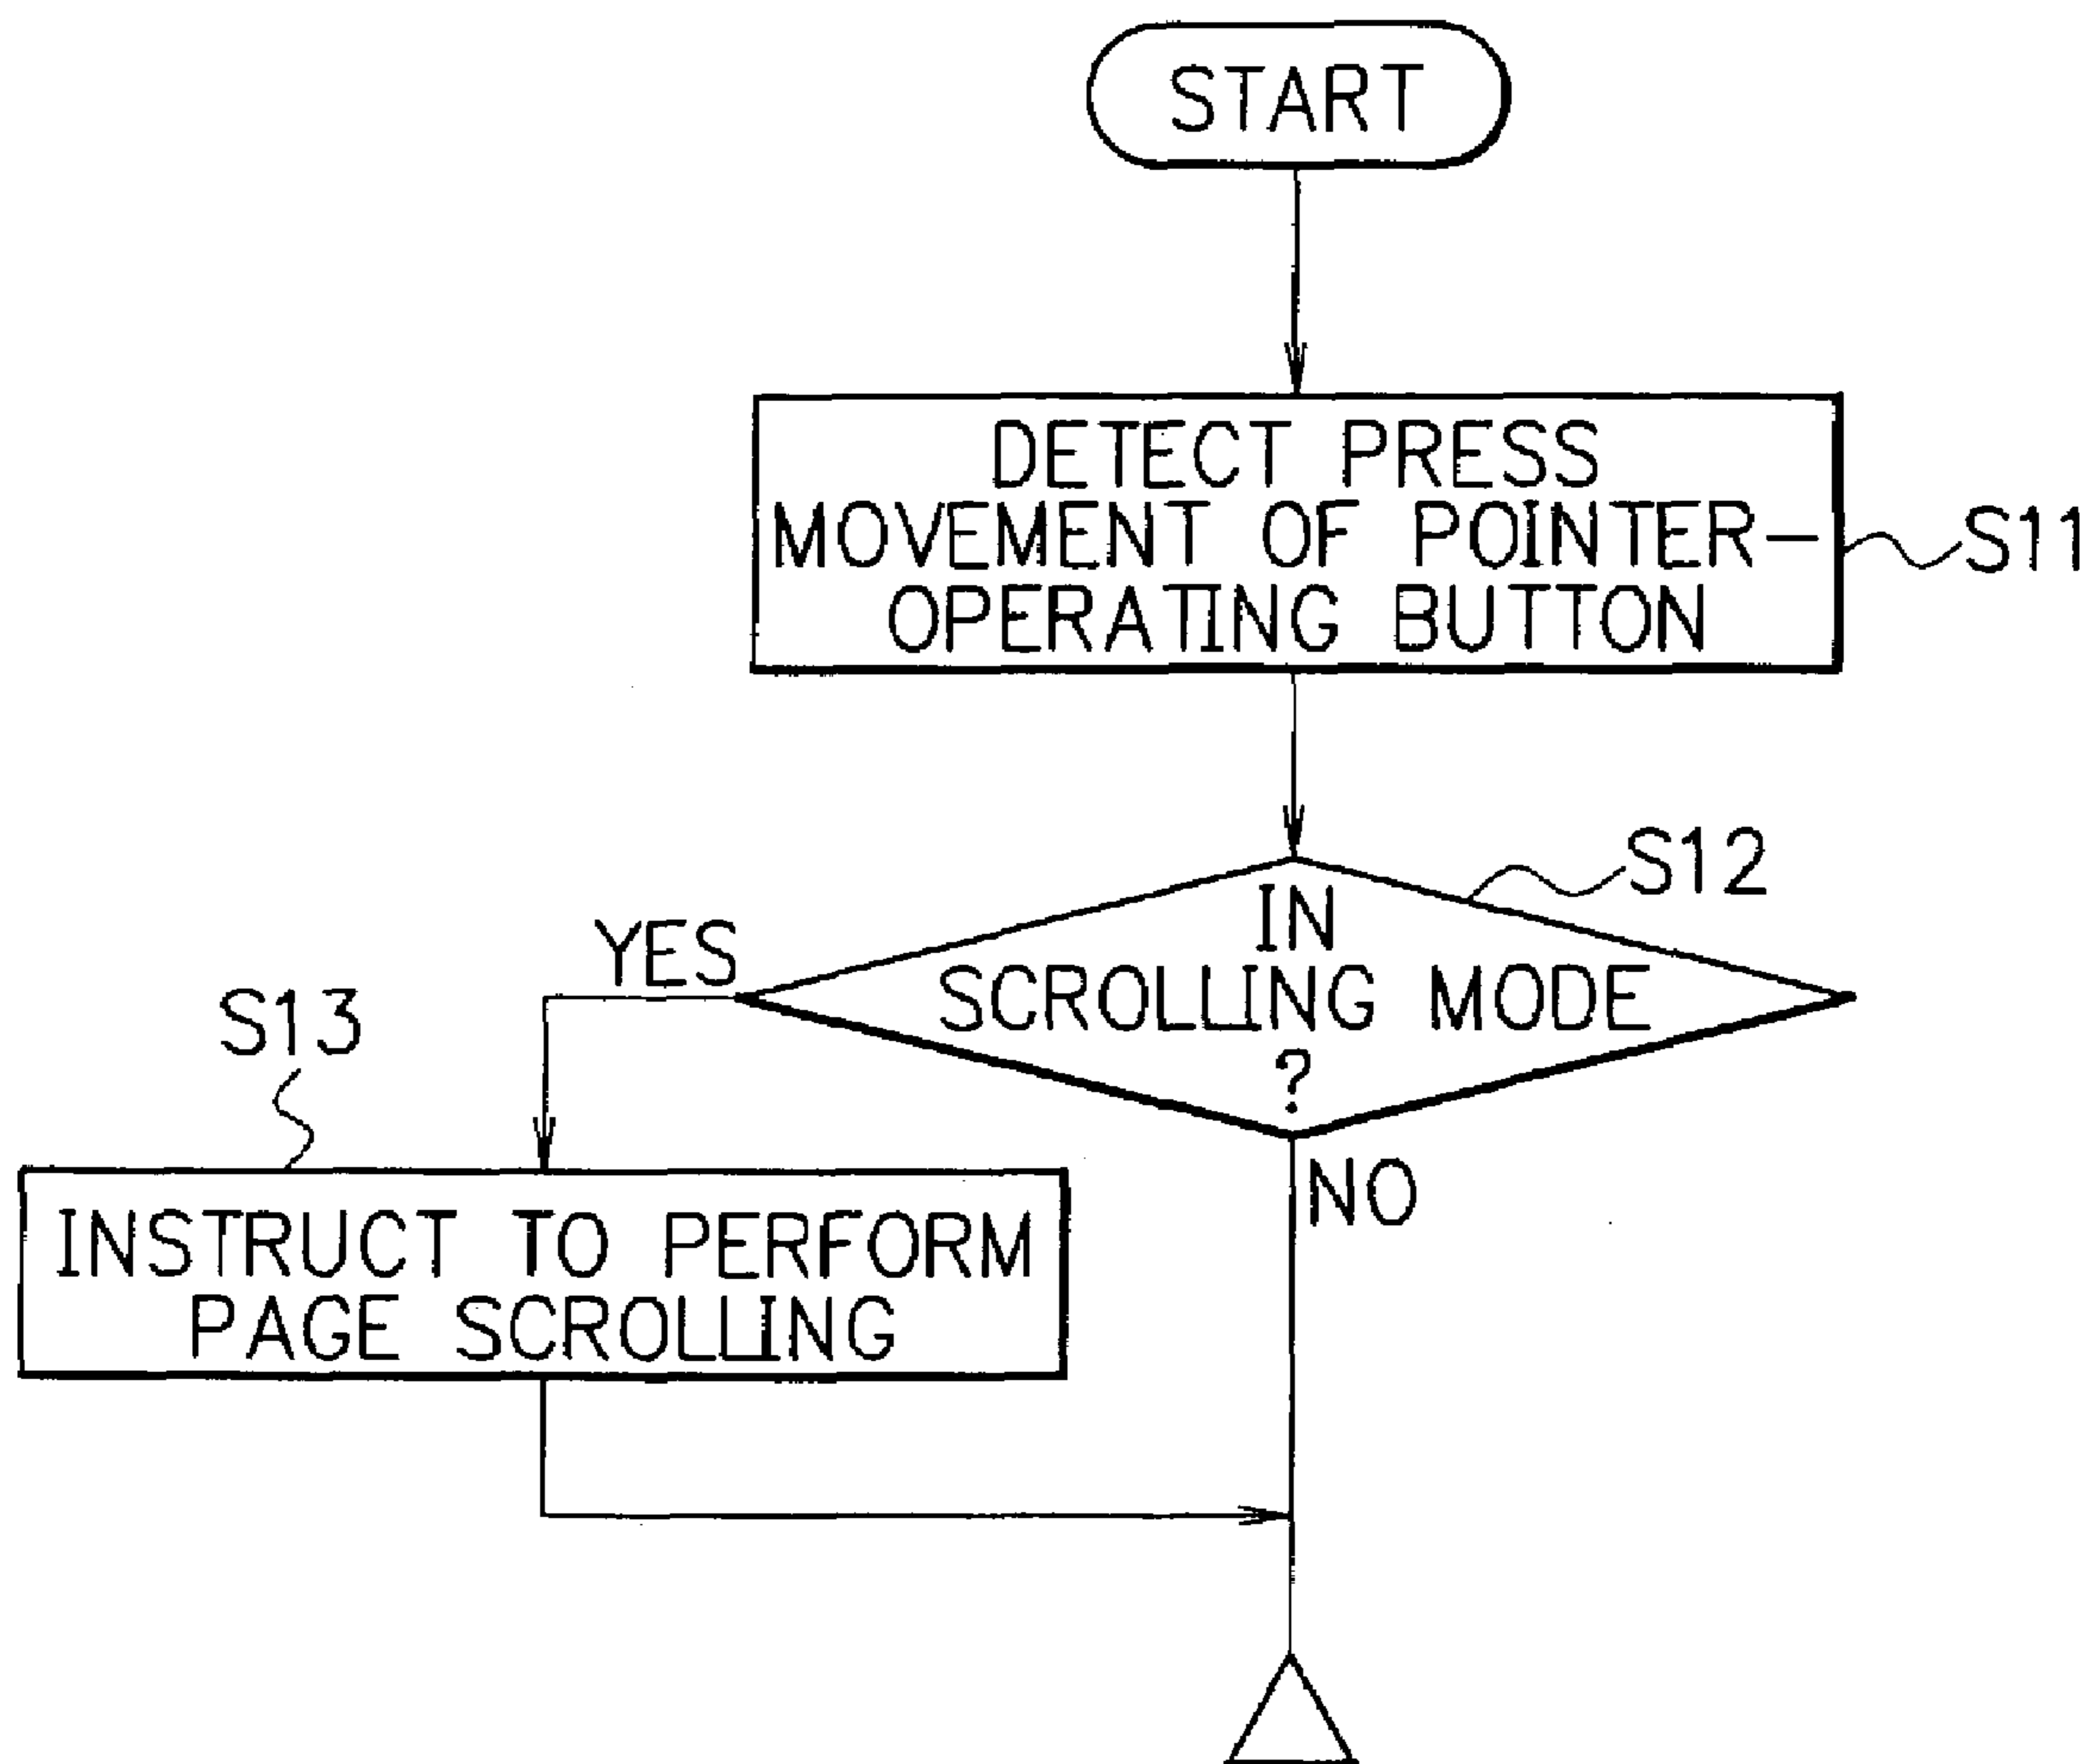 START
DETECT PRESS
MOVEMENT OF POINTER-
OPERATING BUTTON
S11
S12
IN
SCROLLING MODE
?
YES
NO
S13
INSTRUCT TO PERFORM
PAGE SCROLLING